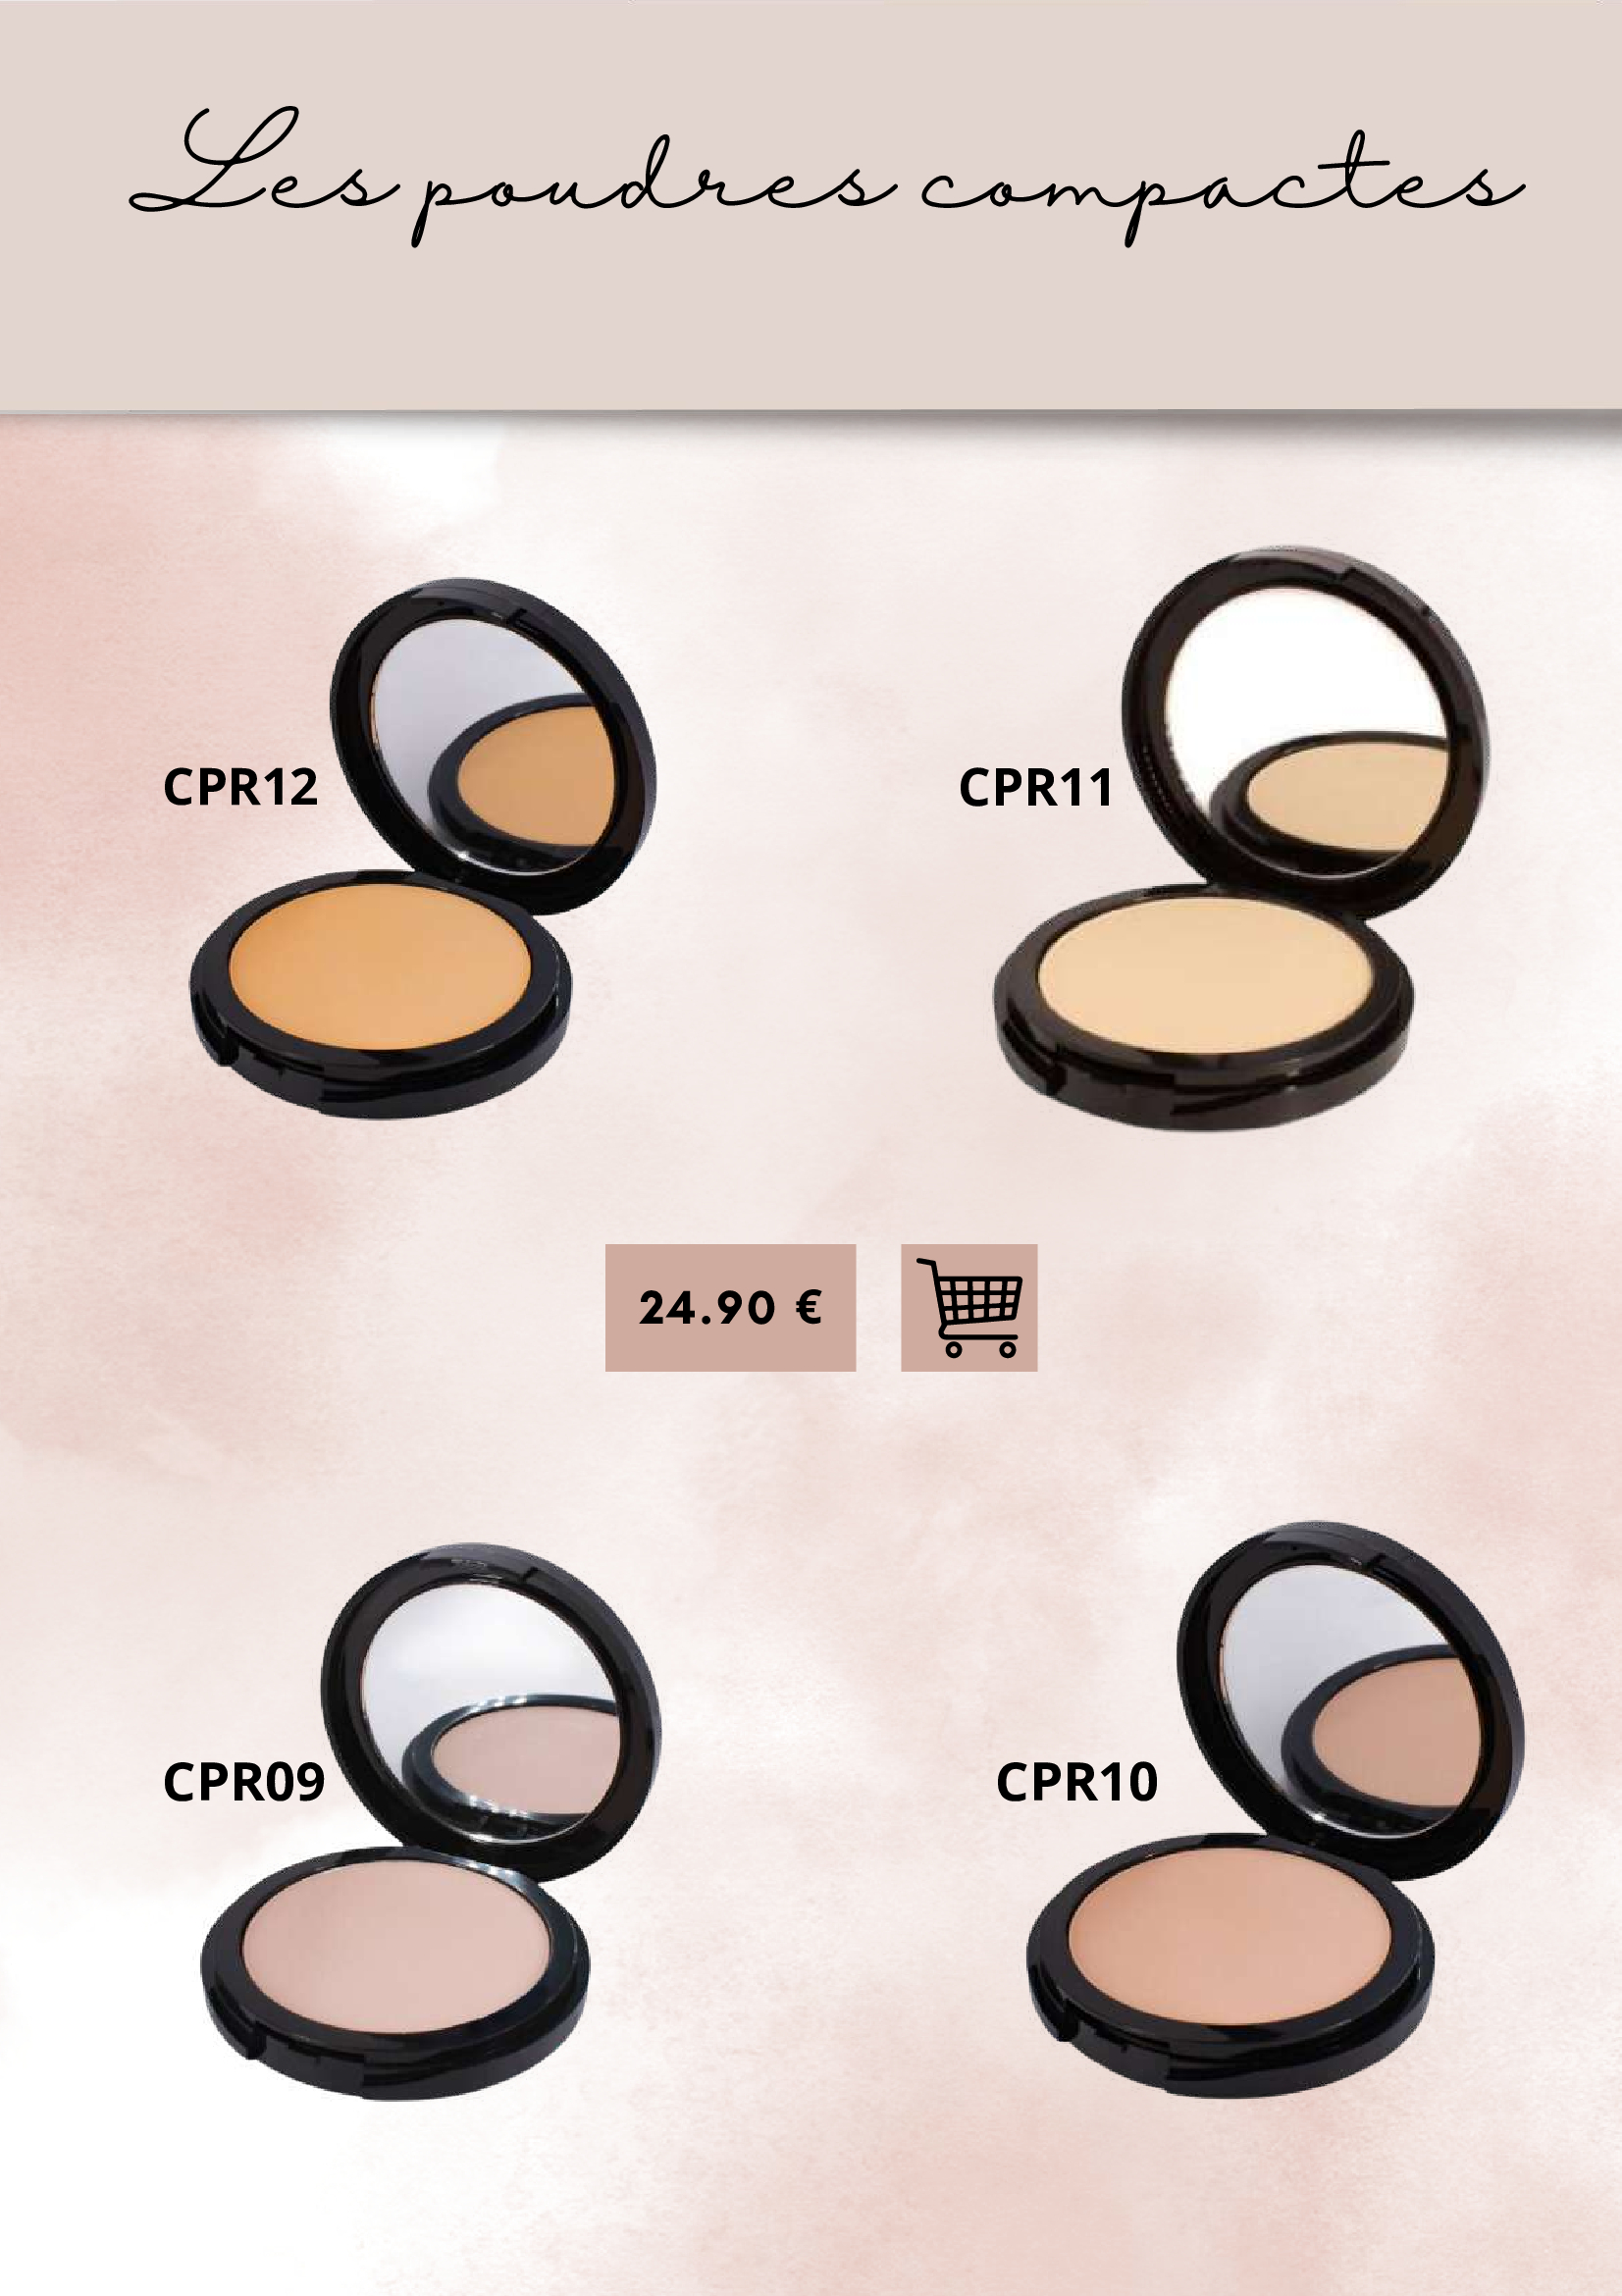 Les poudres compactes
CPR12
CPR11
24.90 €
CPR09
CPR10